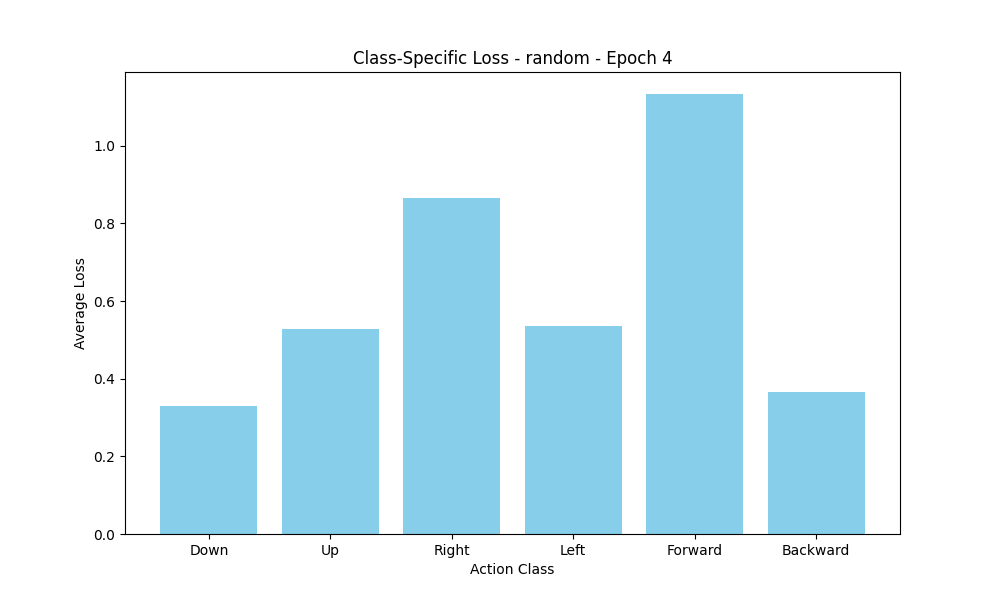 Class-Specific Loss - random - Epoch 4
Average Loss
1.0
0.8
0.6
0.4
0.2
0.0
Down Up Right Left Forward Backward
Action Class